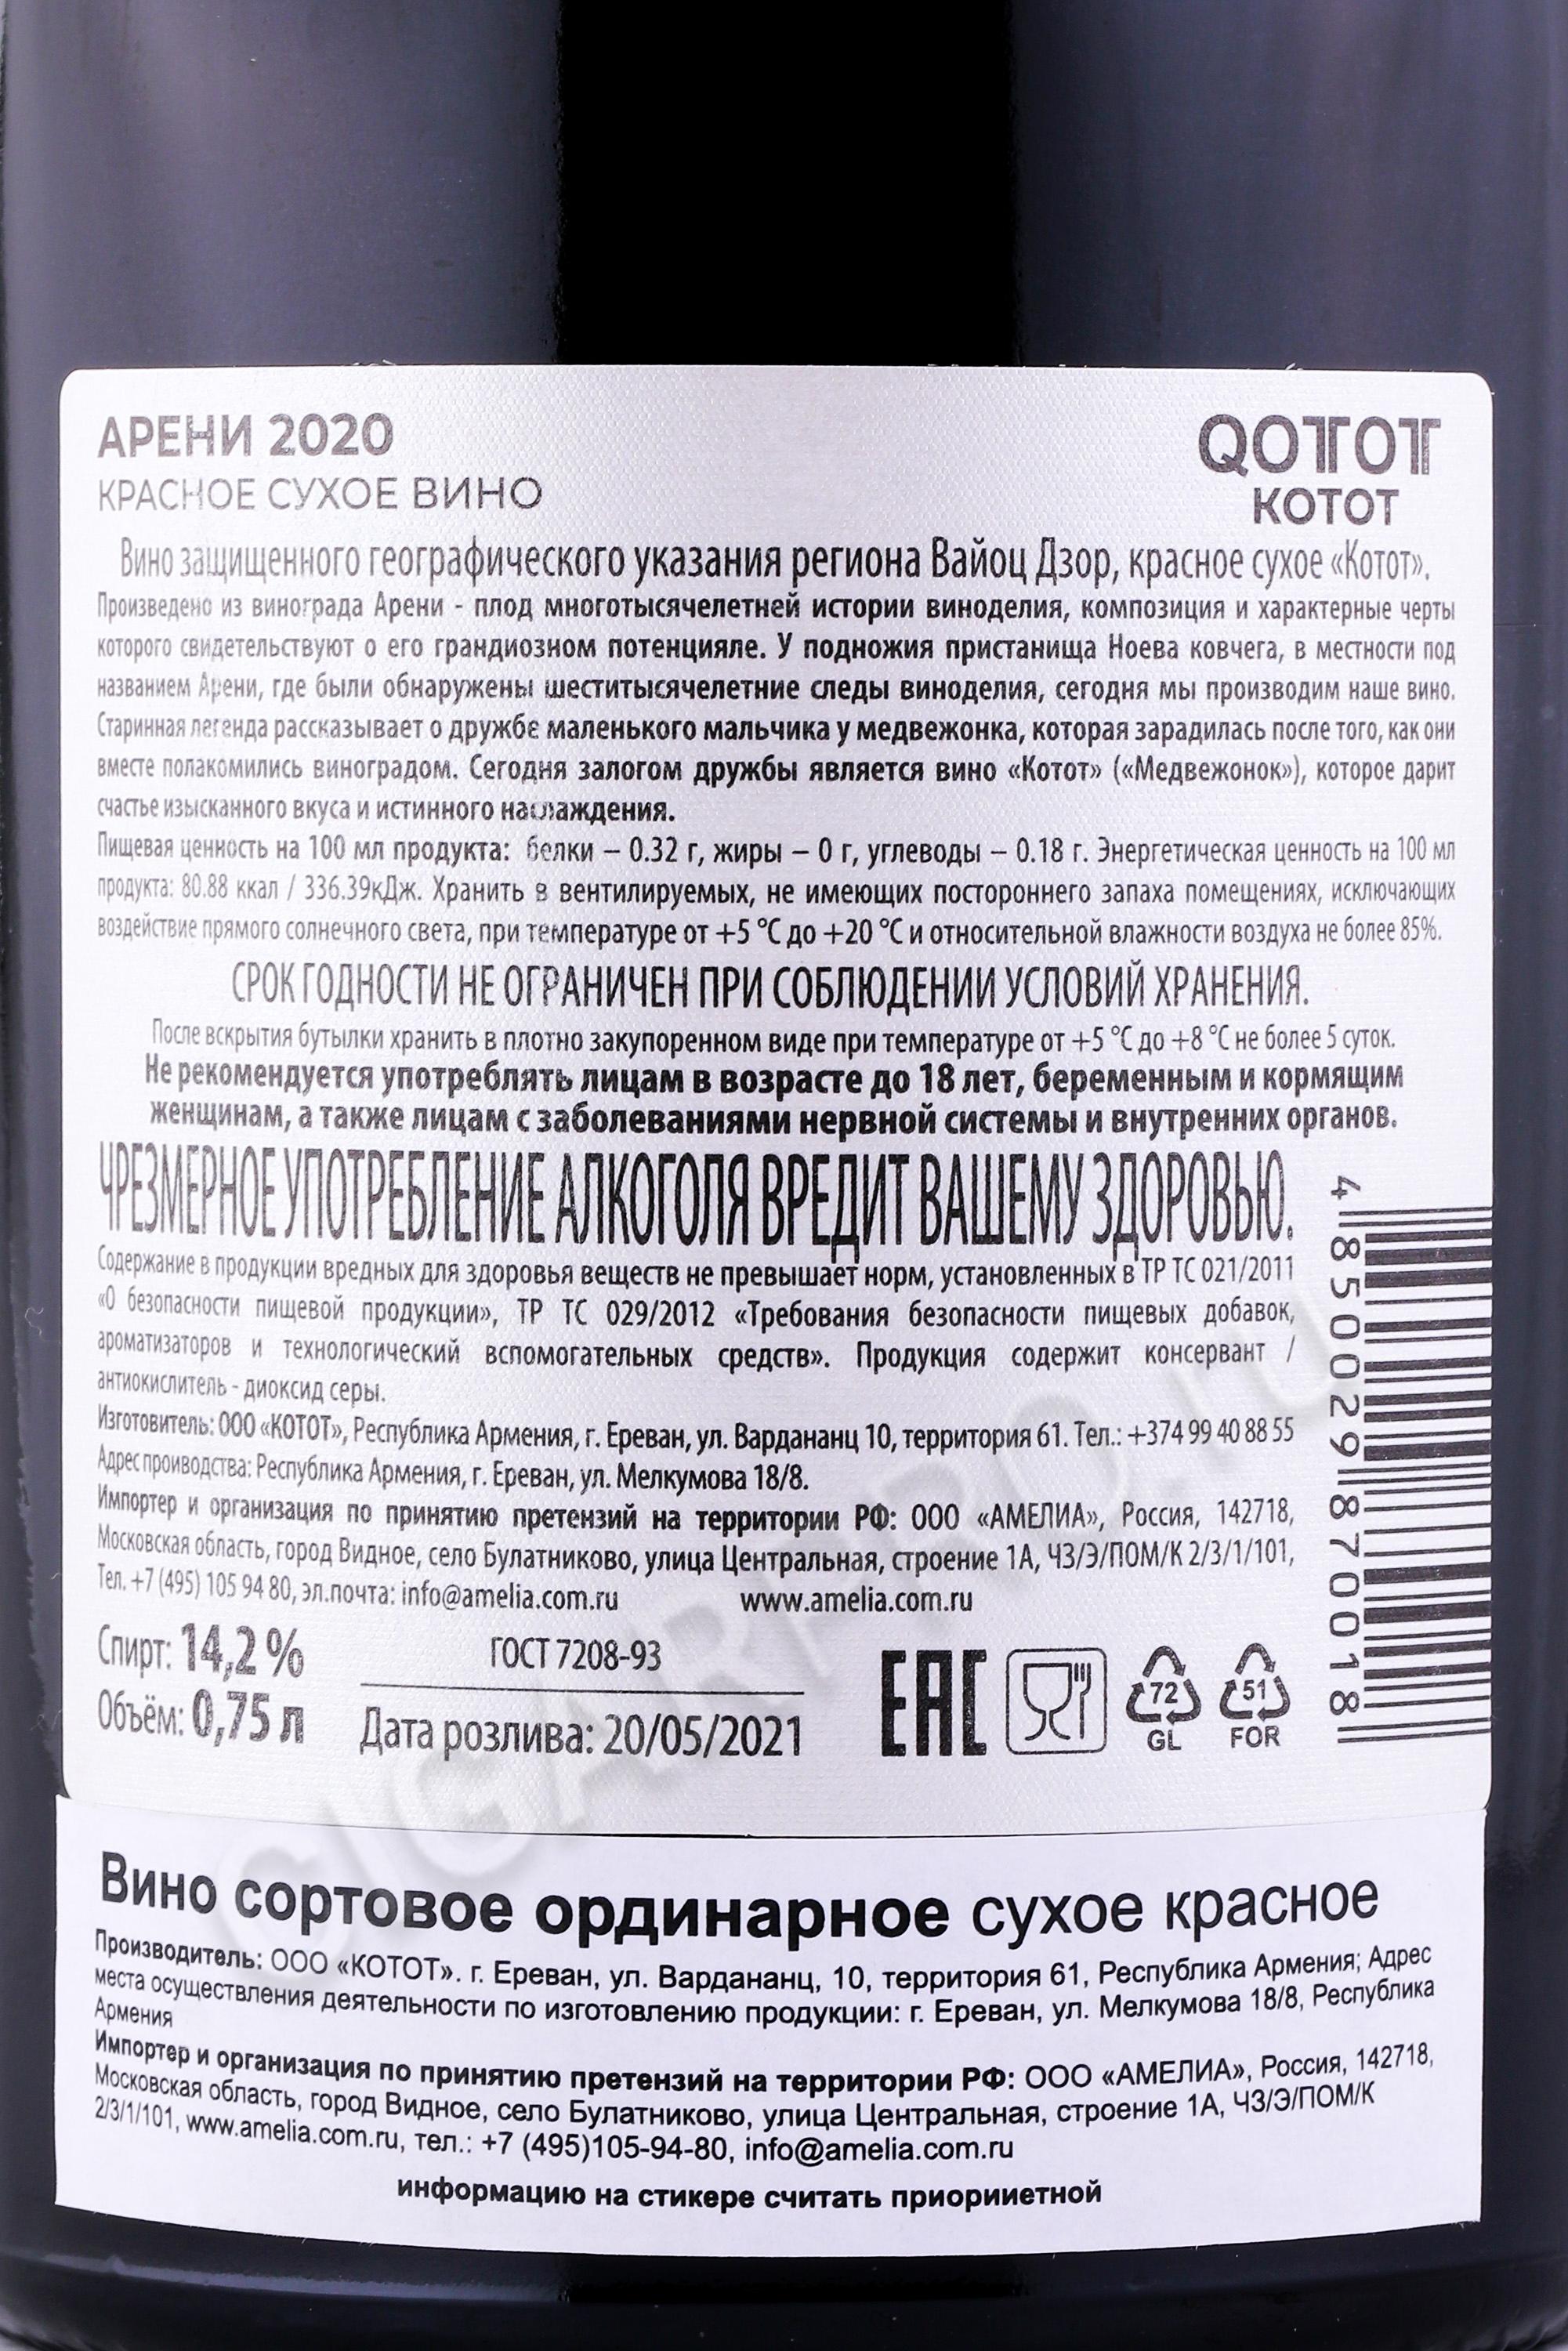 АРЕНИ 2020
КРАСНОЕ СУХОЕ ВИНО
QOTTOTT
КОТОТ
Вино защищенного географического указания региона Вайоц Дзор, красное сухое «Котот».
Произведено из винограда Арени - плод многотысячелетней истории виноделия, композиция и характерные черты
которого свидетельствуют о его грандиозном потенцияле. У подножия пристанища Ноева ковчега, в местности под
названием Арени, где были обнаружены шеститысячелетние следы виноделия, сегодня мы производим наше вино.
Старинная легенда рассказывает о дружбе маленького мальчика у медвежонка, которая зарадилась после того, как они
вместе полакомились виноградом. Сегодня залогом дружбы является вино «Котот» («Медвежонок»), которое дарит
счастье изысканного вкуса и истинного наслаждения.
Пищевая ценность на 100 мл продукта: белки – 0.32 г, жиры – 0 г, углеводы – 0.18 г. Энергетическая ценность на 100 мл
продукта: 80.88 ккал / 336.39кДж. Хранить в вентилируемых, не имеющих постороннего запаха помещениях, исключающих
воздействие прямого солнечного света, при температуре от +5 °C до +20 °C и относительной влажности воздуха не более 85%.
СРОК ГОДНОСТИ НЕ ОГРАНИЧЕН ПРИ СОБЛЮДЕНИИ УСЛОВИЙ ХРАНЕНИЯ.
После вскрытия бутылки хранить в плотно закупоренном виде при температуре от +5 °C до +8 °C не более 5 суток.
Не рекомендуется употреблять лицам в возрасте до 18 лет, беременным и кормящим
женщинам, а также лицам с заболеваниями нервной системы и внутренних органов.
ЧРЕЗМЕРНОЕ УПОТРЕБЛЕНИЕ АЛКОГОЛЯ ВРЕДИТ ВАШЕМУ ЗДОРОВЬЮ.
Содержание в продукции вредных для здоровья веществ не превышает норм, установленных в ТР ТС 021/2011
«О безопасности пищевой продукции», ТР ТС 029/2012 «Требования безопасности пищевых добавок,
ароматизаторов и технологический вспомогательных средств». Продукция содержит консервант /
антиокислитель - диоксид серы.
Изготовитель: ООО «КОТОТ», Республика Армения, г. Ереван, ул. Вардананц 10, территория 61. Тел.: +374 99 40 88 55
Адрес проиводства: Республика Армения, г. Ереван, ул. Мелкумова 18/8.
Импортер и организация по принятию претензий на территории РФ: ООО «АМЕЛИА», Россия, 142718,
Московская область, город Видное, село Булатниково, улица Центральная, строение 1А, ЧЗ/Э/ПОМ/К 2/3/1/101,
Тел. +7 (495) 105 94 80, эл.почта: info@amelia.com.ru www.amelia.com.ru
Спирт: 14,2 %
Объём: 0,75 л
ГОСТ 7208-93
Дата розлива: 20/05/2021
EAC
72
GL
51
FOR
4 850029 870018
CIGARPRO.ru
Вино сортовое ординарное сухое красное
Производитель: ООО «КОТОТ». г. Ереван, ул. Вардананц, 10, территория 61, Республика Армения; Адрес
места осуществления деятельности по изготовлению продукции: г. Ереван, ул. Мелкумова 18/8, Республика
Армения
Импортер и организация по принятию претензий на территории РФ: ООО «АМЕЛИА», Россия, 142718,
Московская область, город Видное, село Булатниково, улица Центральная, строение 1А, ЧЗ/Э/ПОМ/К
2/3/1/101, www.amelia.com.ru, тел.: +7 (495)105-94-80, info@amelia.com.ru
информацию на стикере считать приорииетной